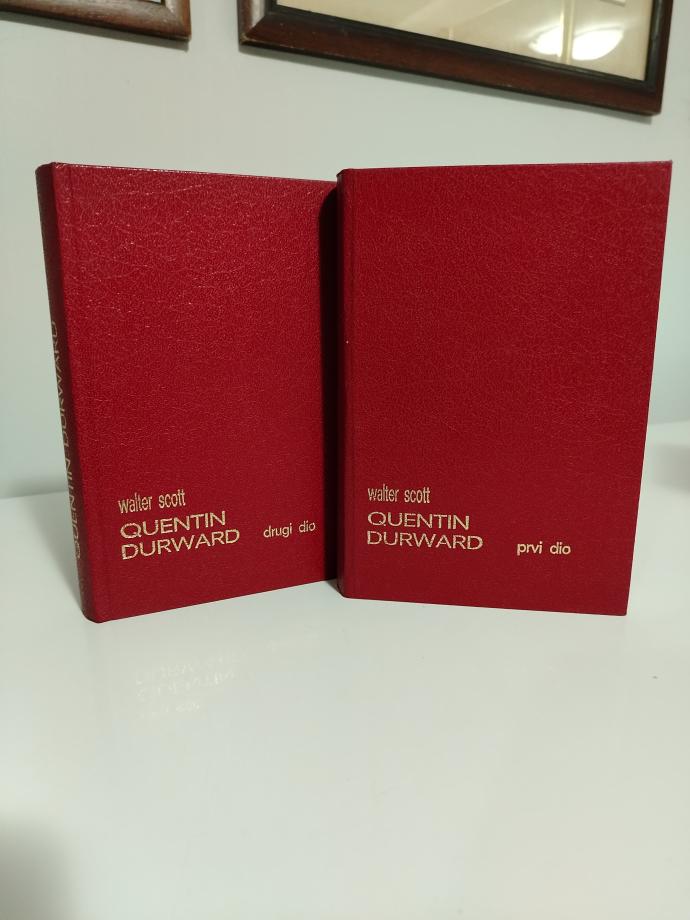 QUENTIN DURWARD
walter scott
QUENTIN
DURWARD
drugi dio
walter scott
QUENTIN
DURWARD
prvi dio